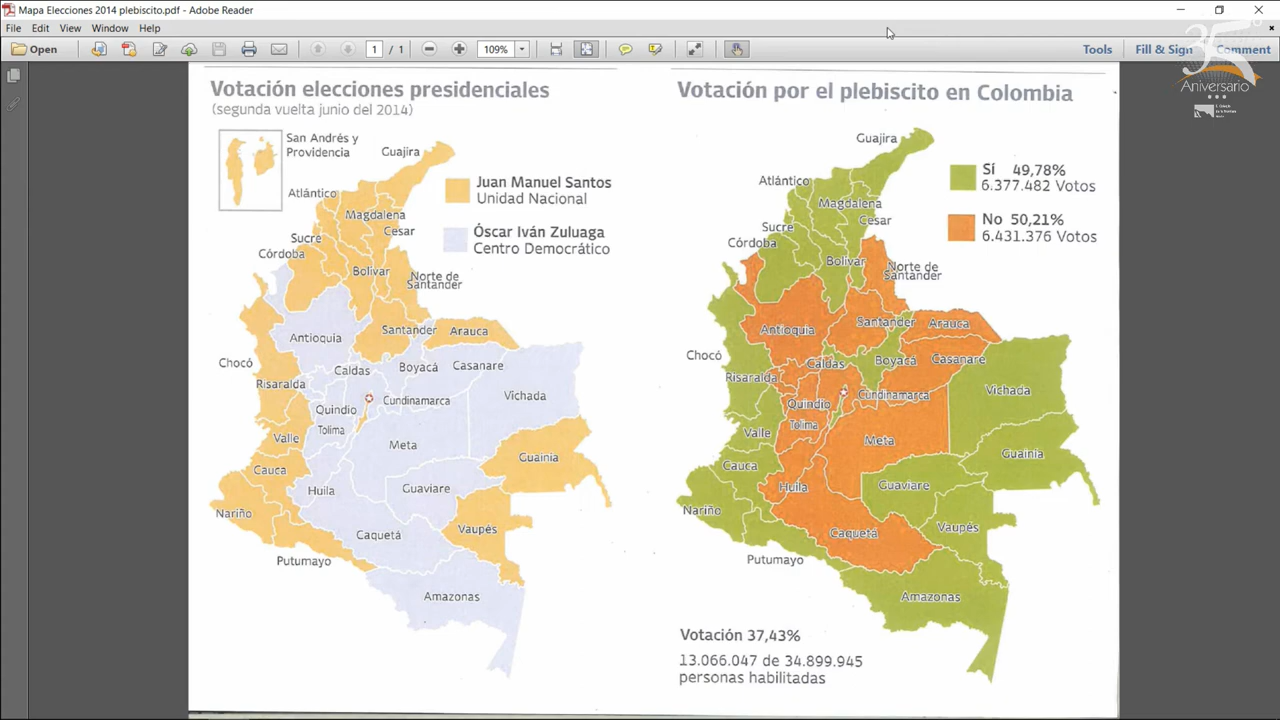 Mapa Elecciones 2014 plebiscito.pdf - Adobe Reader
File Edit View Window Help
Open
1 / 1
109%
Tools
Fill & Sign
Comment
35
Aniversario
Votación elecciones presidenciales
(segunda vuelta junio del 2014)
San Andrés y
Providencia
Guajira
Atlántico
Magdalena
Cesar
Sucre
Córdoba
Bolivar
Norte de
Santander
Antioquia
Santander
Arauca
Chocó
Caldas
Boyacá
Casanare
Risaralda
Vichada
Quindio
Cundinamarca
Tolima
Valle
Meta
Guainia
Cauca
Huila
Guaviare
Nariño
Caquetá
Vaupés
Putumayo
Amazonas
Juan Manuel Santos
Unidad Nacional
Óscar Iván Zuluaga
Centro Democrático
Votación por el plebiscito en Colombia
Guajira
Atlántico
Magdalena
Cesar
Sucre
Córdoba
Bolivar
Norte de
Santander
Antioquia
Santander
Arauca
Chocó
Caldas
Boyacá
Casanare
Risaralda
Vichada
Quindio
Cundinamarca
Tolima
Valle
Meta
Guainia
Cauca
Huila
Guaviare
Nariño
Caquetá
Vaupés
Putumayo
Amazonas
Sí 49,78%
6.377.482 Votos
No 50,21%
6.431.376 Votos
Votación 37,43%
13.066.047 de 34.899.945
personas habilitadas